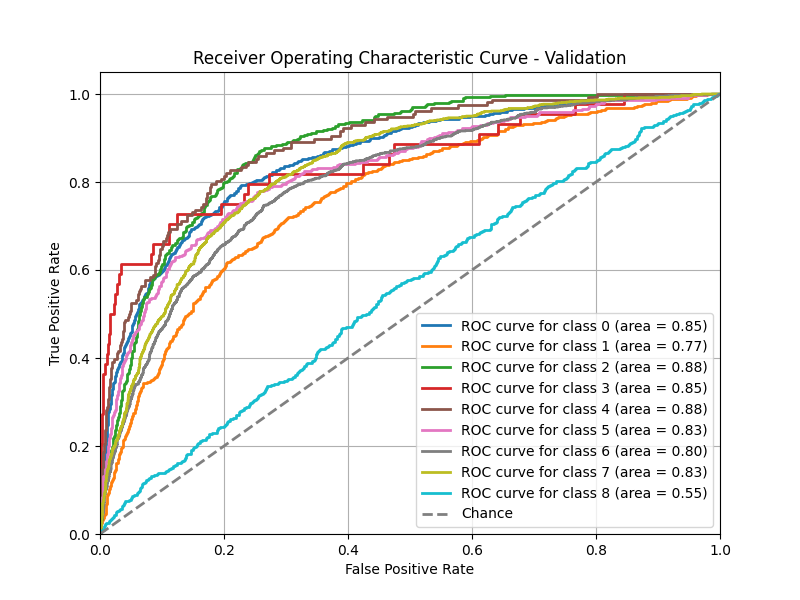 Receiver Operating Characteristic Curve - Validation
True Positive Rate
1.0
0.8
0.6
0.4
0.2
0.0
ROC curve for class 0 (area = 0.85)
ROC curve for class 1 (area = 0.77)
ROC curve for class 2 (area = 0.88)
ROC curve for class 3 (area = 0.85)
ROC curve for class 4 (area = 0.88)
ROC curve for class 5 (area = 0.83)
ROC curve for class 6 (area = 0.80)
ROC curve for class 7 (area = 0.83)
ROC curve for class 8 (area = 0.55)
Chance
0.0 0.2 0.4 0.6 0.8 1.0
False Positive Rate